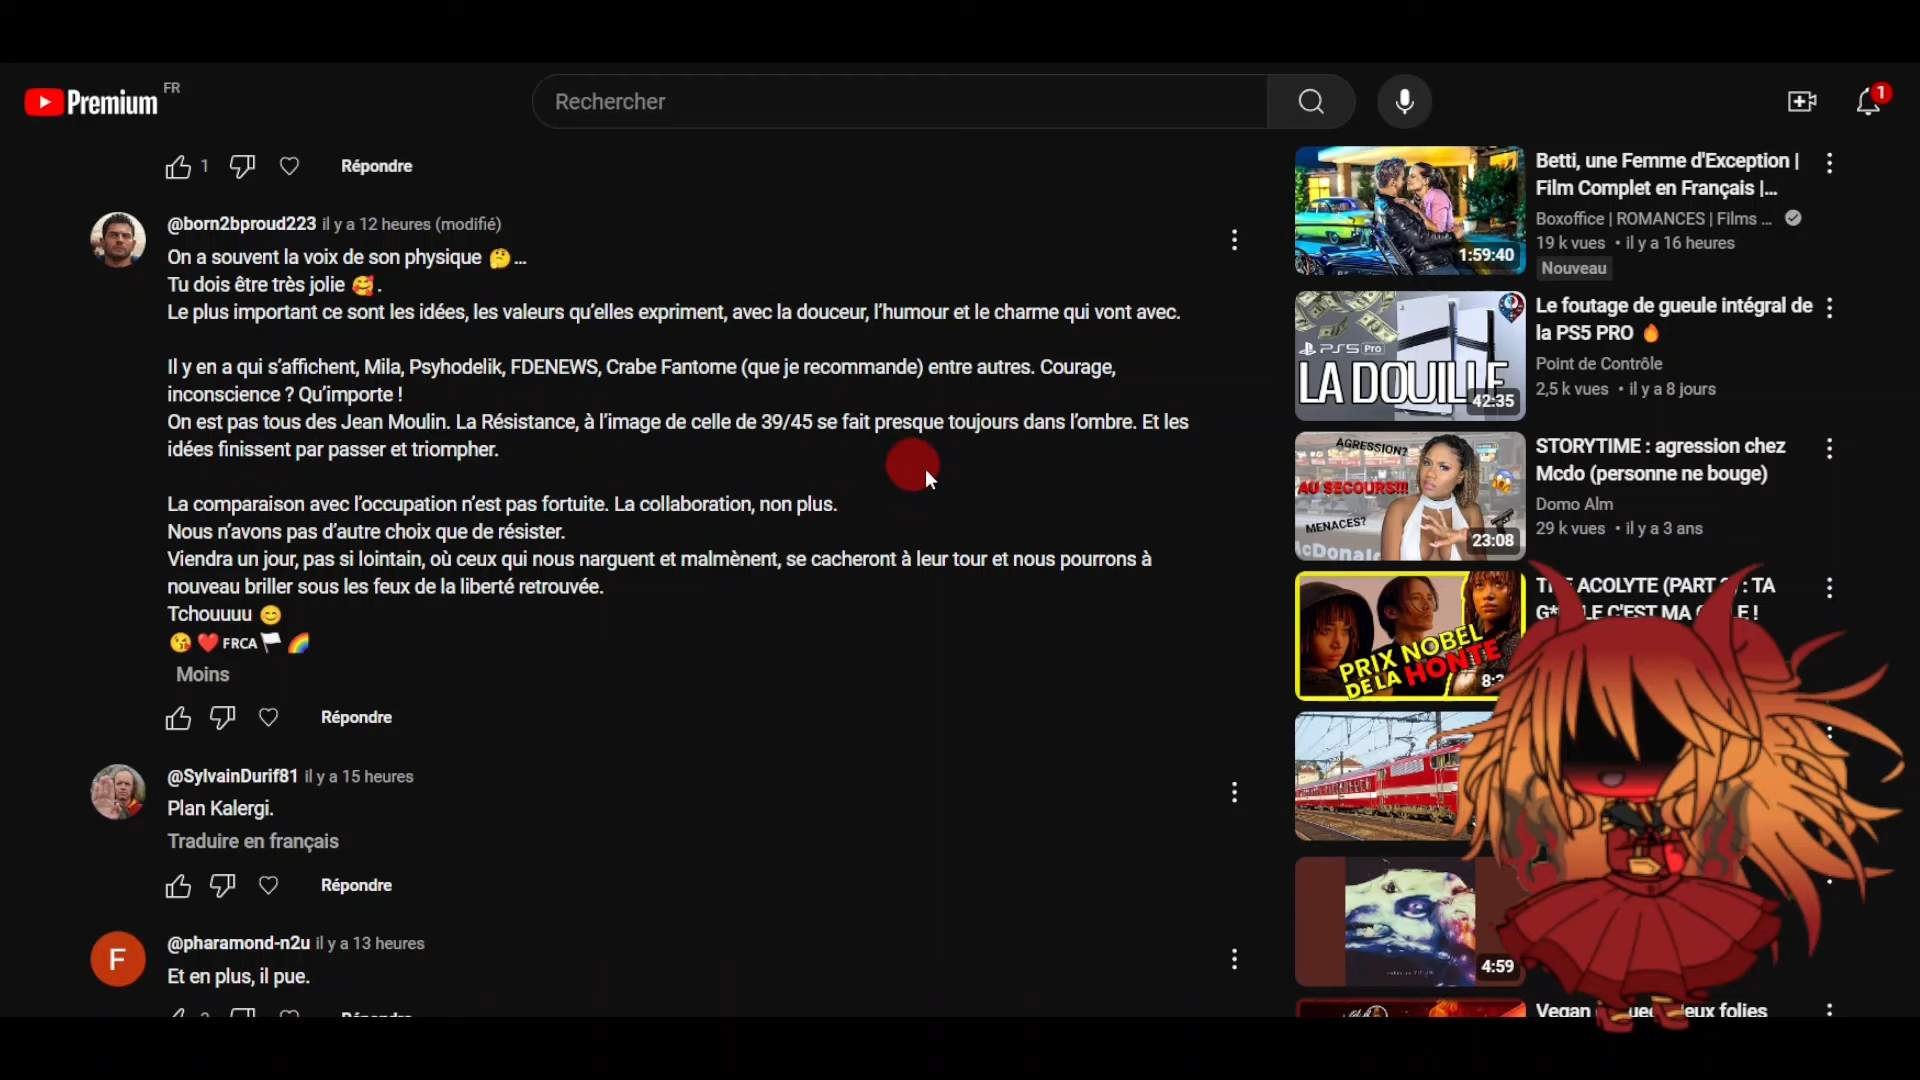 Premium FR
Rechercher
1
1 Répondre
@born2bproud223 il y a 12 heures (modifié)
On a souvent la voix de son physique 🤔...
Tu dois être très jolie 🥰.
Le plus important ce sont les idées, les valeurs qu'elles expriment, avec la douceur, l'humour et le charme qui vont avec.
Il y en a qui s'affichent, Mila, Psyhodelik, FDENEWS, Crabe Fantome (que je recommande) entre autres. Courage,
inconscience ? Qu'importe !
On est pas tous des Jean Moulin. La Résistance, à l'image de celle de 39/45 se fait presque toujours dans l'ombre. Et les
idées finissent par passer et triompher.
La comparaison avec l'occupation n'est pas fortuite. La collaboration, non plus.
Nous n'avons pas d'autre choix que de résister.
Viendra un jour, pas si lointain, où ceux qui nous narguent et malmènent, se cacheront à leur tour et nous pourrons à
nouveau briller sous les feux de la liberté retrouvée.
Tchouuuu 😊
😘❤️ FRCA 🏳️ 🌈
Moins
Répondre
@SylvainDurif81 il y a 15 heures
Plan Kalergi.
Traduire en français
Répondre
F
@pharamond-n2u il y a 13 heures
Et en plus, il pue.
Répondre
1:59:40
Betti, une Femme d'Exception |
Film Complet en Français |...
Boxoffice | ROMANCES | Films ...
19 k vues • il y a 16 heures
Nouveau
PS5 Pro
LA DOUILLE
42:35
Le foutage de gueule intégral de
la PS5 PRO 🔥
Point de Contrôle
2,5 k vues • il y a 8 jours
AGRESSION?
AU SECOURS!!!
MENACES?
McDonald
23:08
STORYTIME : agression chez
Mcdo (personne ne bouge)
Domo Alm
29 k vues • il y a 3 ans
PRIX NOBEL
DE LA HONTE
ACOLYTE (PART : TA
C'EST MA
4:59
Vegan
folies